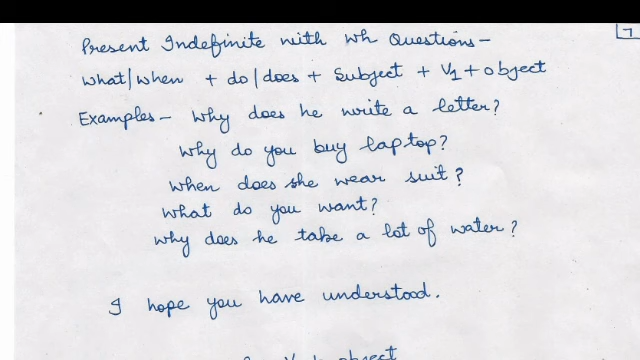 7
Present Indefinite with wh Questions-
what/when + do/does + Subject + V1 + object
Examples- Why does he write a letter?
Why do you buy laptop?
When does she wear suit?
What do you want?
Why does he take a lot of water?
I hope you have understood.
object